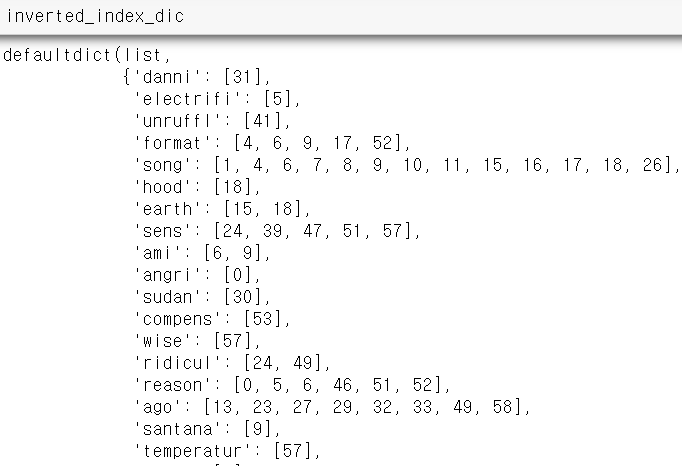 inverted_index_dic
defaultdict(list,
{'danni': [31],
'electrifi': [5],
'unruffl': [41],
'format': [4, 6, 9, 17, 52],
'song': [1, 4, 6, 7, 8, 9, 10, 11, 15, 16, 17, 18, 26],
'hood': [18],
'earth': [15, 18],
'sens': [24, 39, 47, 51, 57],
'ami': [6, 9],
'angri': [0],
'sudan': [30],
'compens': [53],
'wise': [57],
'ridicul': [24, 49],
'reason': [0, 5, 6, 46, 51, 52],
'ago': [13, 23, 27, 29, 32, 33, 49, 58],
'santana': [9],
'temperatur': [57],